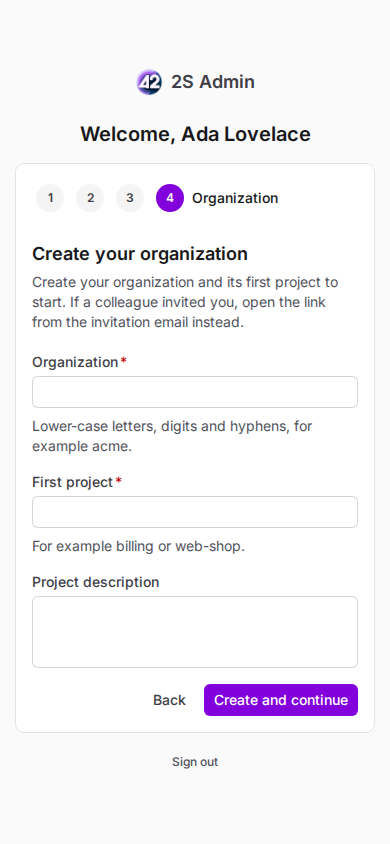 42 2S Admin
Welcome, Ada Lovelace
1 2 3 4 Organization
Create your organization
Create your organization and its first project to
start. If a colleague invited you, open the link
from the invitation email instead.
Organization*
Lower-case letters, digits and hyphens, for
example acme.
First project*
For example billing or web-shop.
Project description
Back Create and continue
Sign out